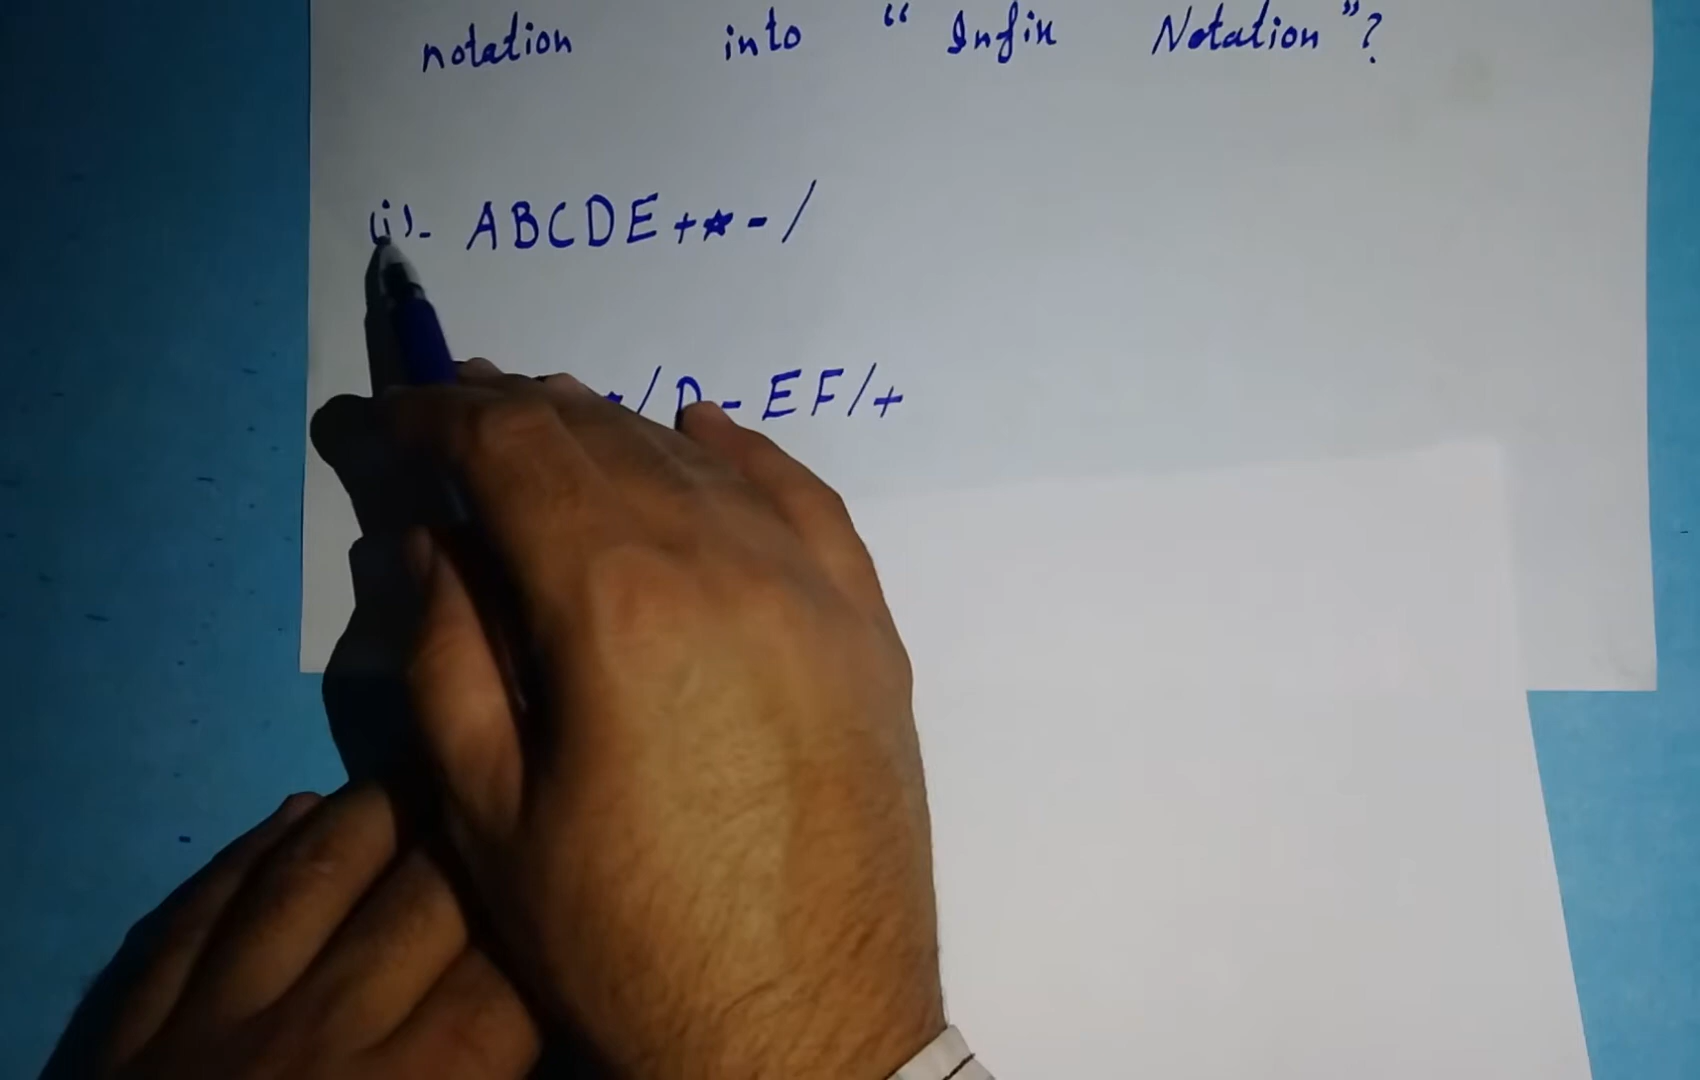 notation into “ Infix Notation ” ?
(i)- ABCDE+*-/
/ D - EF/+